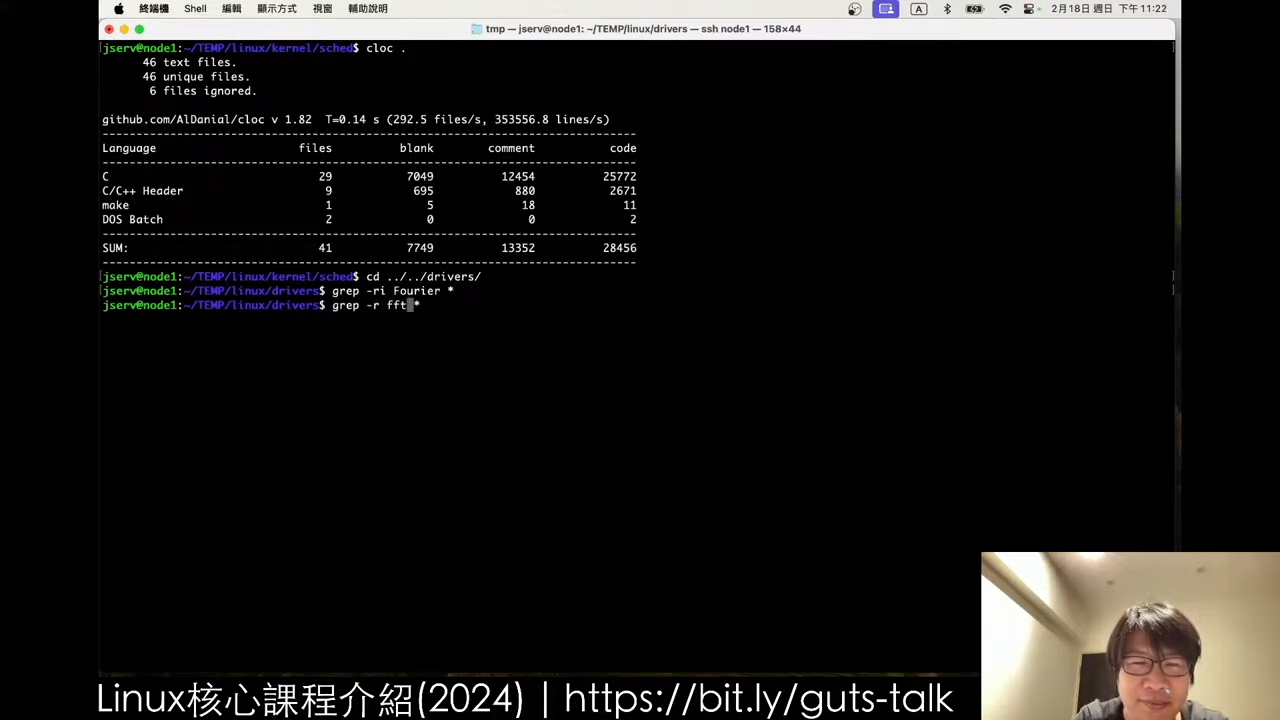 終端機 Shell 編輯 顯示方式 視窗 輔助說明 A 2月18日 週日 下午 11:22
tmp — jserv@node1: ~/TEMP/linux/drivers — ssh node1 — 158×44
jserv@node1:~/TEMP/linux/kernel/sched$ cloc .
46 text files.
46 unique files.
6 files ignored.
github.com/AlDanial/cloc v 1.82  T=0.14 s (292.5 files/s, 353556.8 lines/s)
-------------------------------------------------------------------------------
Language files blank comment code
-------------------------------------------------------------------------------
C 29 7049 12454 25772
C/C++ Header 9 695 880 2671
make 1 5 18 11
DOS Batch 2 0 0 2
-------------------------------------------------------------------------------
SUM: 41 7749 13352 28456
-------------------------------------------------------------------------------
jserv@node1:~/TEMP/linux/kernel/sched$ cd ../../drivers/
jserv@node1:~/TEMP/linux/drivers$ grep -ri Fourier *
jserv@node1:~/TEMP/linux/drivers$ grep -r fft *
Linux核心課程介紹(2024) | https://bit.ly/guts-talk